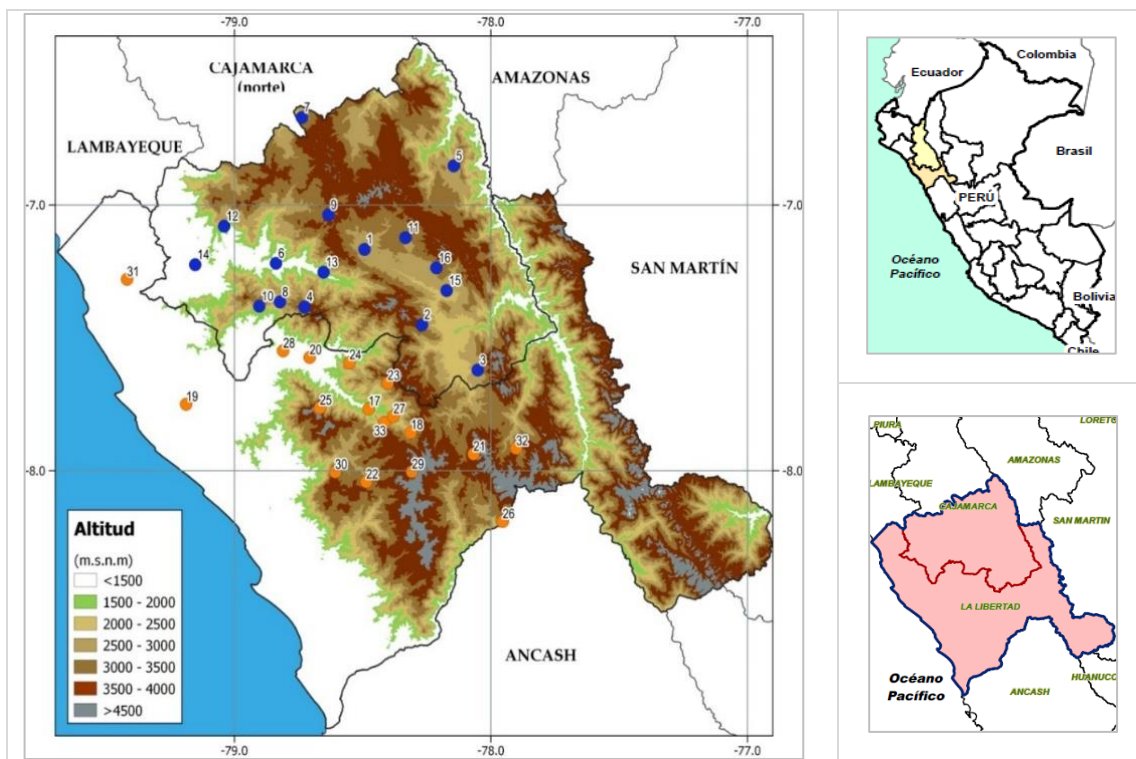 -79.0
-78.0
-77.0
CAJAMARCA
(norte)
AMAZONAS
7
LAMBAYEQUE
5
-7.0
-7.0
12
9
11
1
14
6
13
16
SAN MARTÍN
31
15
10
8
4
2
28
20
24
3
19
23
25
17
27
33
18
21
32
-8.0
-8.0
30
22
29
26
Altitud
(m.s.n.m)
<1500
1500 - 2000
2000 - 2500
2500 - 3000
3000 - 3500
3500 - 4000
>4500
ANCASH
-79.0
-78.0
-77.0
Colombia
Ecuador
Brasil
PERÚ
Océano
Pacífico
Bolivia
Chile
PIURA
LORETO
AMAZONAS
LAMBAYEQUE
CAJAMARCA
SAN MARTIN
LA LIBERTAD
HUANUCO
Océano
Pacífico
ANCASH